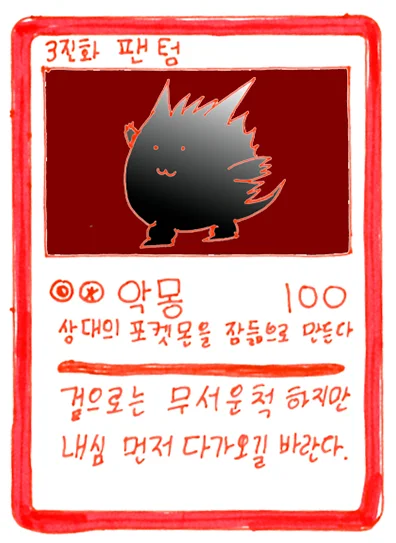 3진화 팬텀
악몽 100
상대의 포켓몬을 잠듦으로 만든다
겉으로는 무서운척 하지만
내심 먼저 다가오길 바란다.